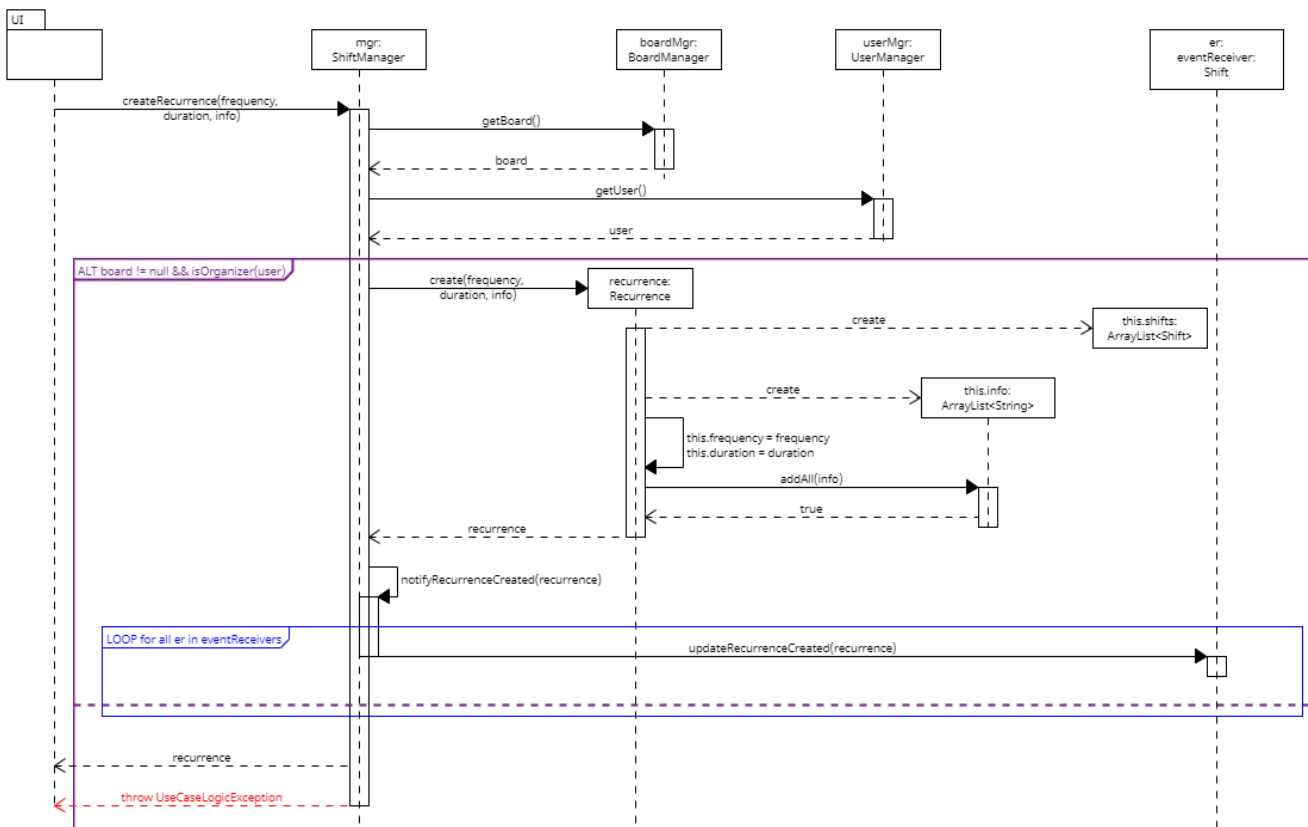 UI
mgr:
ShiftManager
boardMgr:
BoardManager
userMgr:
UserManager
er:
eventReceiver:
Shift
createRecurrence(frequency,
duration, info)
getBoard()
board
getUser()
user
ALT board != null && isOrganizer(user)
create(frequency,
duration, info)
recurrence:
Recurrence
create
this.shifts:
ArrayList<Shift>
create
this.info:
ArrayList<String>
this.frequency = frequency
this.duration = duration
addAll(info)
true
recurrence
notifyRecurrenceCreated(recurrence)
LOOP for all er in eventReceivers
updateRecurrenceCreated(recurrence)
recurrence
throw UseCaseLogicException